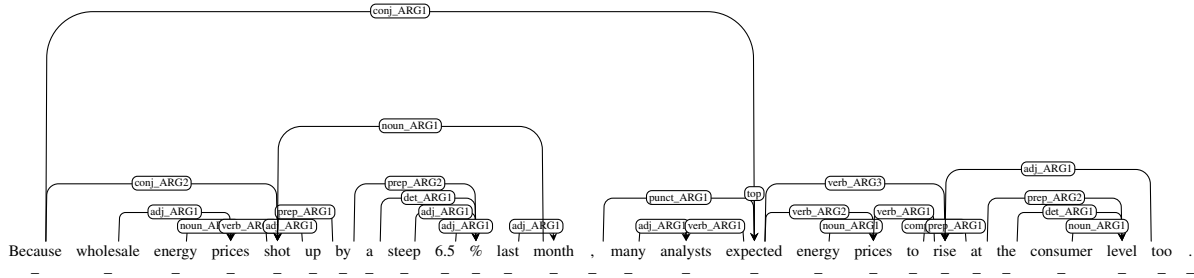 conj_ARG1
noun_ARG1
adj_ARG1
conj_ARG2 prep_ARG2 verb_ARG3
top
det_ARG1 punct_ARG1 prep_ARG2
adj_ARG1 prep_ARG1 adj_ARG1 verb_ARG2 verb_ARG1 det_ARG1
adj_ARG1 adj_ARG1 verb_ARG1 noun_ARG1 prep_ARG1 noun_ARG1
Because wholesale energy prices shot up by a steep 6.5 % last month , many analysts expected energy prices to rise at the consumer level too .
_ _ _ _ _ _ _ _ _ _ _ _ _ _ _ _ _ _ _ _ _ _ _ _ _ _ _